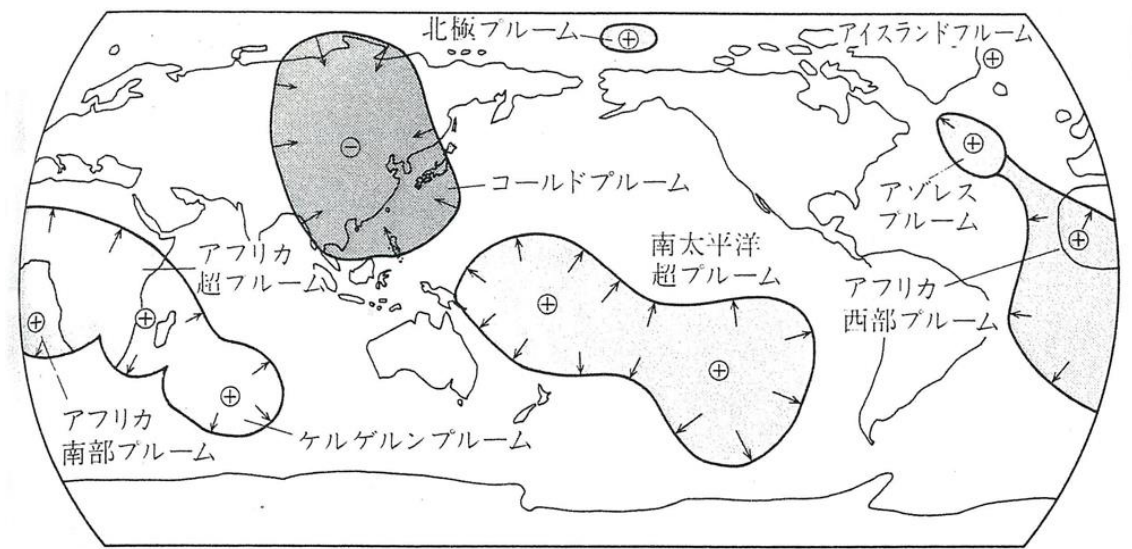 北極プルーム
アイスランドプルーム
コールドプルーム
アゾレス
プルーム
アフリカ
超プルーム
南太平洋
超プルーム
アフリカ
西部プルーム
アフリカ
南部プルーム
ケルゲルンプルーム